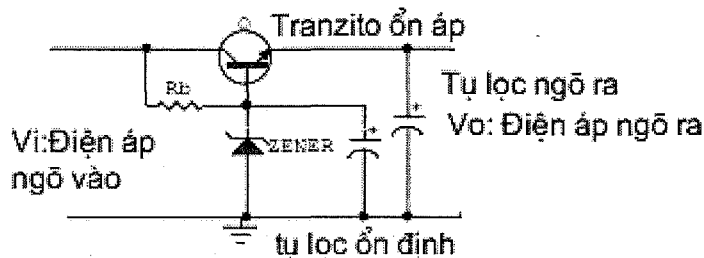 Q
Tranzito ổn áp
Rb
Tụ lọc ngõ ra
Vo: Điện áp ngõ ra
Vi:Điện áp
ngõ vào
ZENER
tụ lọc ổn định